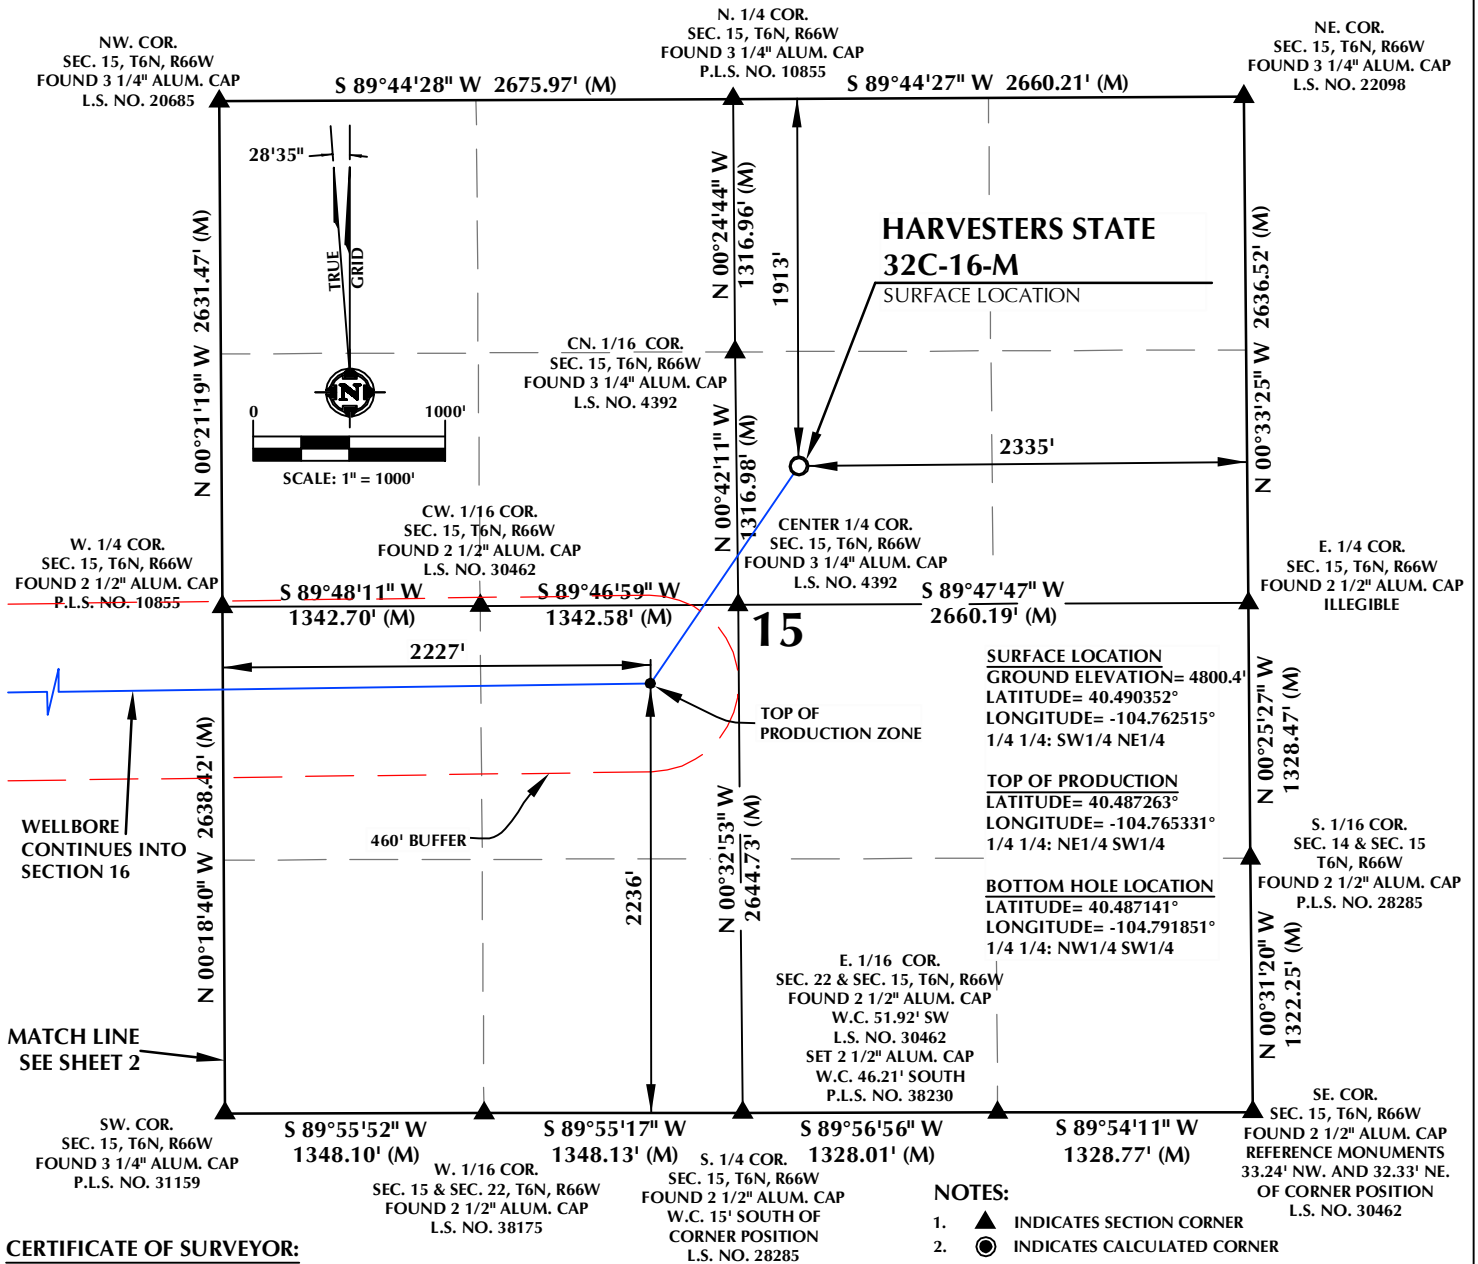 N. 1/4 COR.
SEC. 15, T6N, R66W
FOUND 3 1/4" ALUM. CAP
P.L.S. NO. 10855
NW. COR.
SEC. 15, T6N, R66W
FOUND 3 1/4" ALUM. CAP
L.S. NO. 20685
NE. COR.
SEC. 15, T6N, R66W
FOUND 3 1/4" ALUM. CAP
L.S. NO. 22098
S 89°44'28" W 2675.97' (M)
S 89°44'27" W 2660.21' (M)
28'35"
TRUE
GRID
N
0 1000'
SCALE: 1" = 1000'
N 00°21'19" W 2631.47' (M)
N 00°24'44" W
1316.96' (M)
1913'
HARVESTERS STATE
32C-16-M
SURFACE LOCATION
N 00°33'25" W 2636.52' (M)
CN. 1/16 COR.
SEC. 15, T6N, R66W
FOUND 3 1/4" ALUM. CAP
L.S. NO. 4392
N 00°42'11" W
1316.98' (M)
2335'
CW. 1/16 COR.
SEC. 15, T6N, R66W
FOUND 2 1/2" ALUM. CAP
L.S. NO. 30462
CENTER 1/4 COR.
SEC. 15, T6N, R66W
FOUND 3 1/4" ALUM. CAP
L.S. NO. 4392
W. 1/4 COR.
SEC. 15, T6N, R66W
FOUND 2 1/2" ALUM. CAP
P.L.S. NO. 10855
E. 1/4 COR.
SEC. 15, T6N, R66W
FOUND 2 1/2" ALUM. CAP
ILLEGIBLE
S 89°48'11" W
1342.70' (M)
S 89°46'59" W
1342.58' (M)
S 89°47'47" W
2660.19' (M)
15
2227'
TOP OF
PRODUCTION ZONE
SURFACE LOCATION
GROUND ELEVATION= 4800.4'
LATITUDE= 40.490352°
LONGITUDE= -104.762515°
1/4 1/4: SW1/4 NE1/4
TOP OF PRODUCTION
LATITUDE= 40.487263°
LONGITUDE= -104.765331°
1/4 1/4: NE1/4 SW1/4
BOTTOM HOLE LOCATION
LATITUDE= 40.487141°
LONGITUDE= -104.791851°
1/4 1/4: NW1/4 SW1/4
N 00°25'27" W
1328.47' (M)
N 00°18'40" W 2638.42' (M)
WELLBORE
CONTINUES INTO
SECTION 16
460' BUFFER
2236'
N 00°32'53" W
2644.73' (M)
S. 1/16 COR.
SEC. 14 & SEC. 15
T6N, R66W
FOUND 2 1/2" ALUM. CAP
P.L.S. NO. 28285
N 00°31'20" W
1322.25' (M)
E. 1/16 COR.
SEC. 22 & SEC. 15, T6N, R66W
FOUND 2 1/2" ALUM. CAP
W.C. 51.92' SW
L.S. NO. 30462
SET 2 1/2" ALUM. CAP
W.C. 46.21' SOUTH
P.L.S. NO. 38230
MATCH LINE
SEE SHEET 2
SW. COR.
SEC. 15, T6N, R66W
FOUND 3 1/4" ALUM. CAP
P.L.S. NO. 31159
S 89°55'52" W
1348.10' (M)
S 89°55'17" W
1348.13' (M)
S 89°56'56" W
1328.01' (M)
S 89°54'11" W
1328.77' (M)
SE. COR.
SEC. 15, T6N, R66W
FOUND 2 1/2" ALUM. CAP
REFERENCE MONUMENTS
33.24' NW. AND 32.33' NE.
OF CORNER POSITION
L.S. NO. 30462
W. 1/16 COR.
SEC. 15 & SEC. 22, T6N, R66W
FOUND 2 1/2" ALUM. CAP
L.S. NO. 38175
S. 1/4 COR.
SEC. 15, T6N, R66W
FOUND 2 1/2" ALUM. CAP
W.C. 15' SOUTH OF
CORNER POSITION
L.S. NO. 28285
NOTES:
1. INDICATES SECTION CORNER
2. INDICATES CALCULATED CORNER
CERTIFICATE OF SURVEYOR: